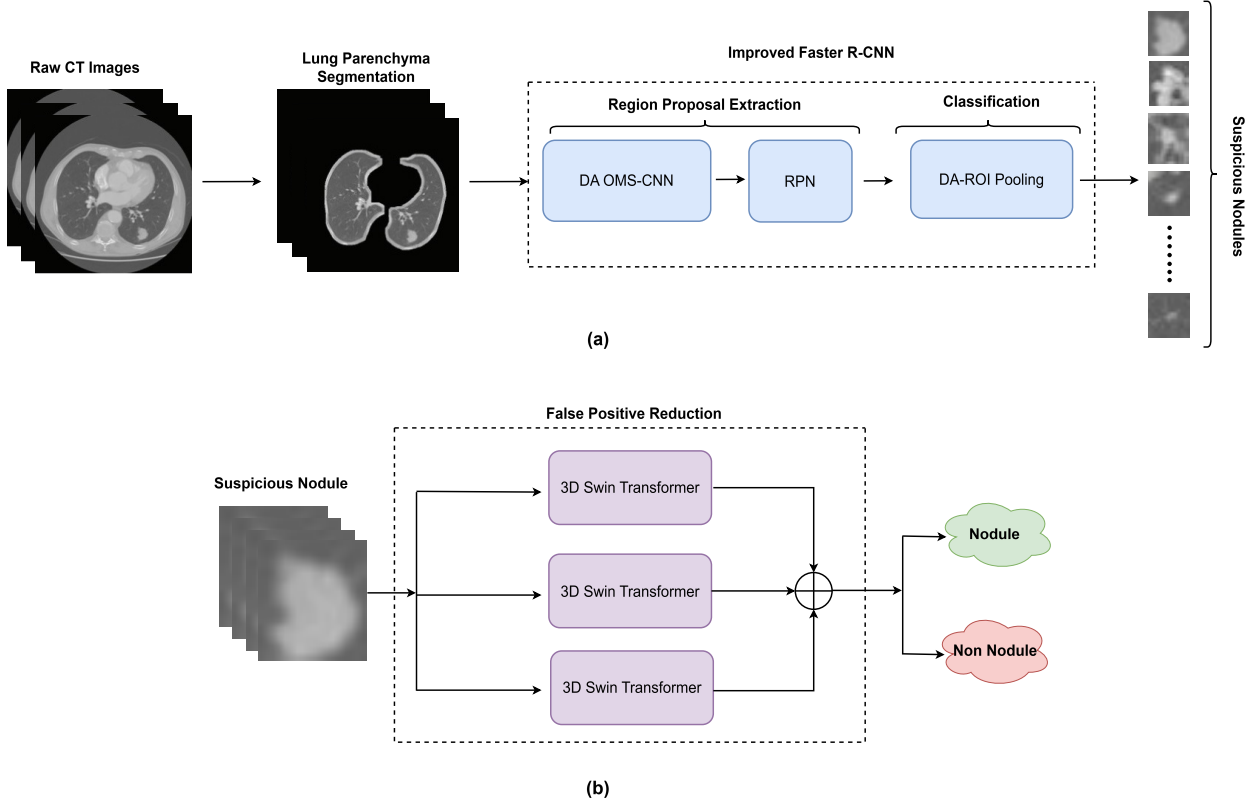 Raw CT Images
Lung Parenchyma
Segmentation
Improved Faster R-CNN
Region Proposal Extraction
Classification
DA OMS-CNN
RPN
DA-ROI Pooling
Suspicious Nodules
(a)
False Positive Reduction
Suspicious Nodule
3D Swin Transformer
3D Swin Transformer
3D Swin Transformer
Nodule
Non Nodule
(b)